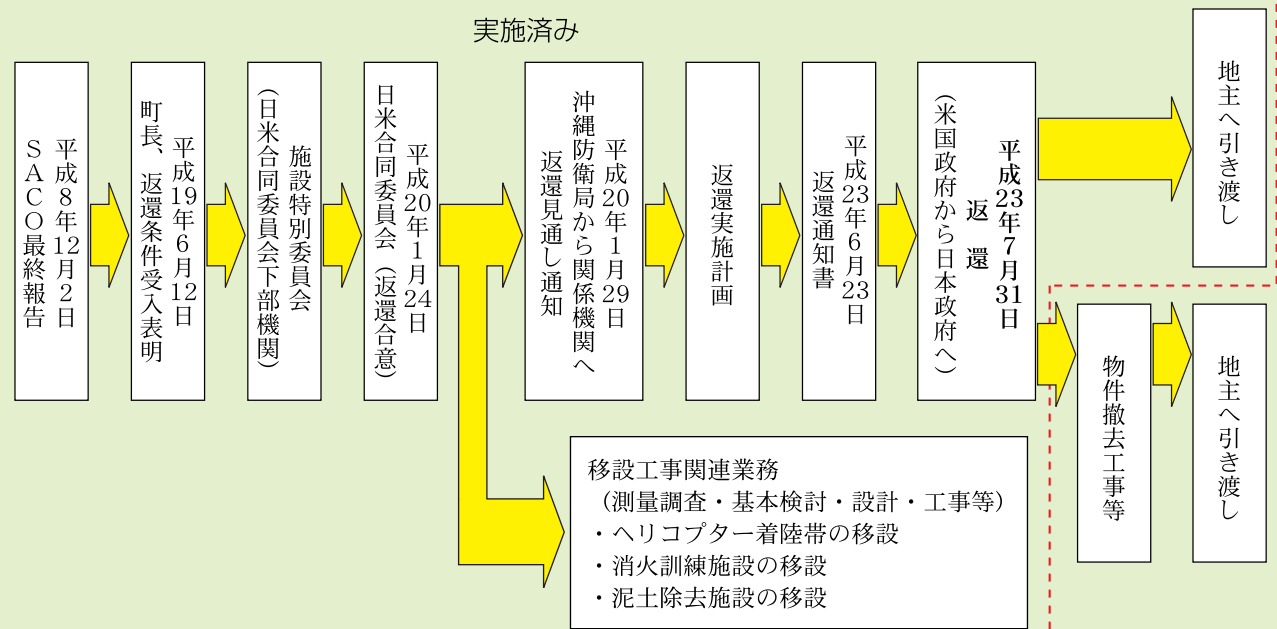 実施済み
平成8年12月2日
SACO最終報告
平成19年6月12日
町長、返還条件受入表明
施設特別委員会
(日米合同委員会下部機関)
平成20年1月24日
日米合同委員会(返還合意)
平成20年1月29日
沖縄防衛局から関係機関へ
返還見通し通知
返還実施計画
平成23年6月23日
返還通知書
平成23年7月31日
返 還
(米国政府から日本政府へ)
地主へ引き渡し
物件撤去工事等
地主へ引き渡し
移設工事関連業務
(測量調査・基本検討・設計・工事等)
・ヘリコプター着陸帯の移設
・消火訓練施設の移設
・泥土除去施設の移設